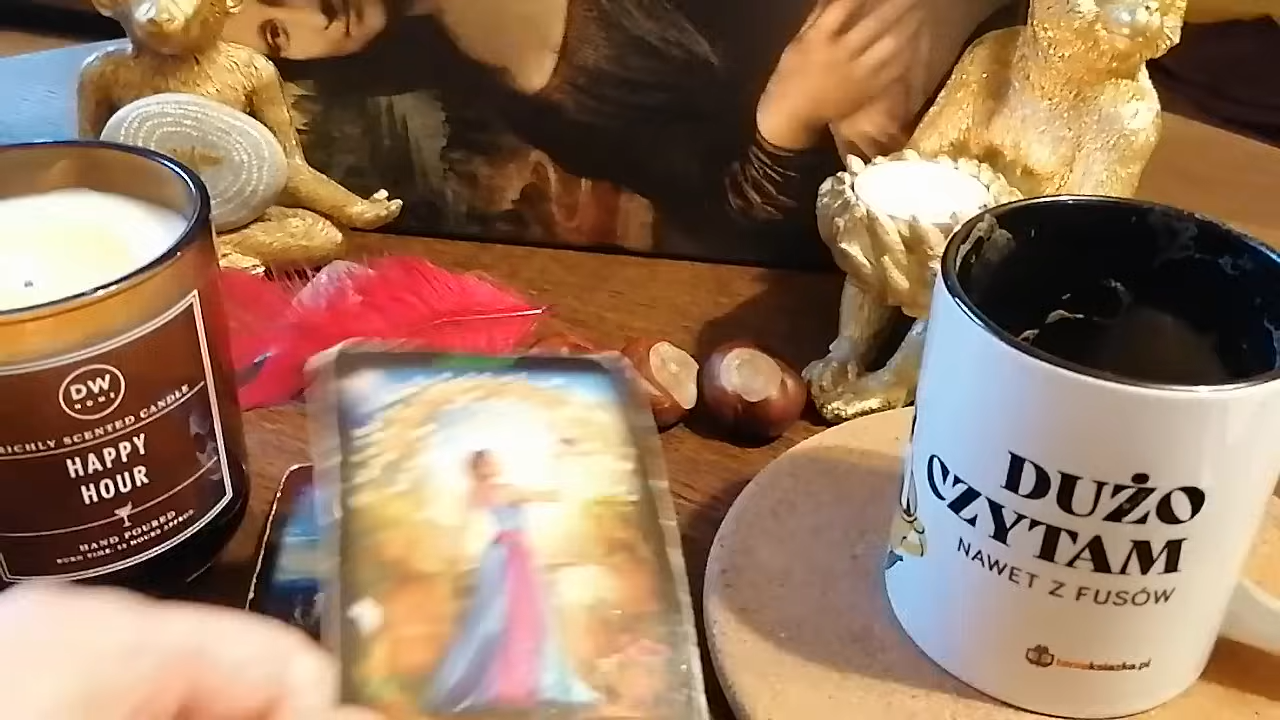 DW
HOME
RICHLY SCENTED CANDLE
HAPPY
HOUR
HAND POURED
DUŻO
CZYTAM
NAWET Z FUSÓW
taniaksiazka.pl